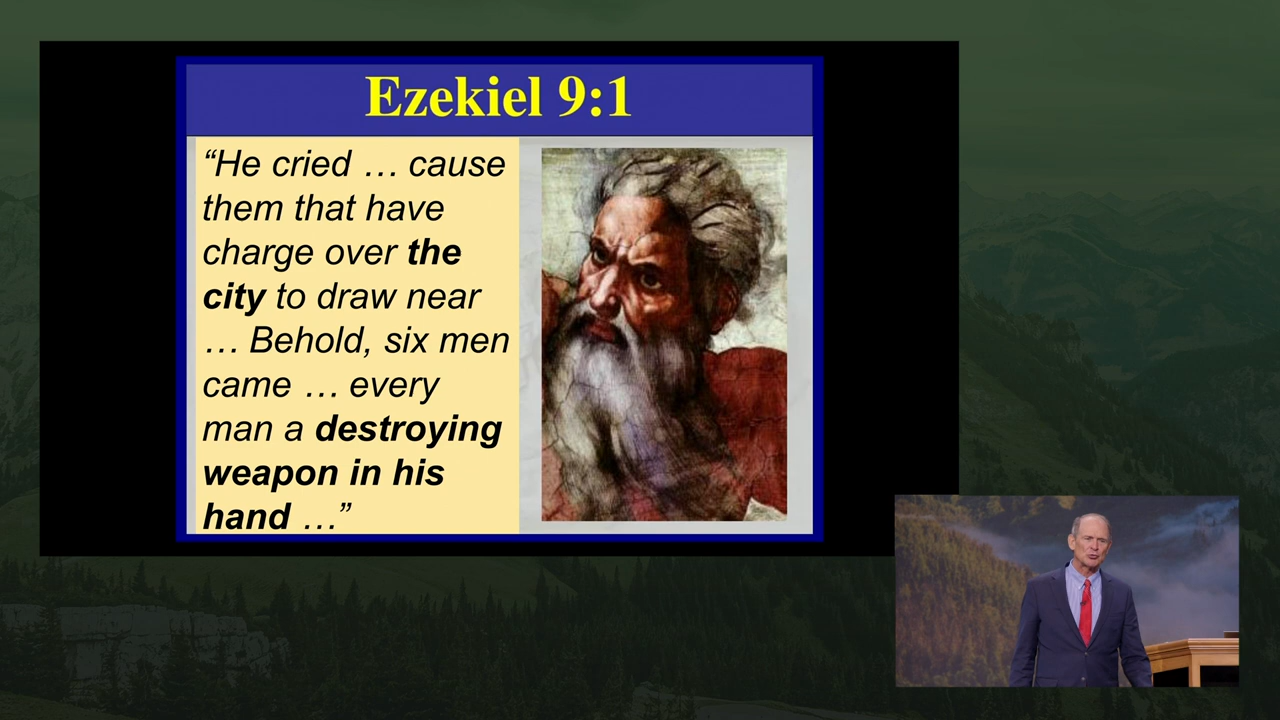 Ezekiel 9:1
“He cried … cause
them that have
charge over the
city to draw near
… Behold, six men
came … every
man a destroying
weapon in his
hand …”